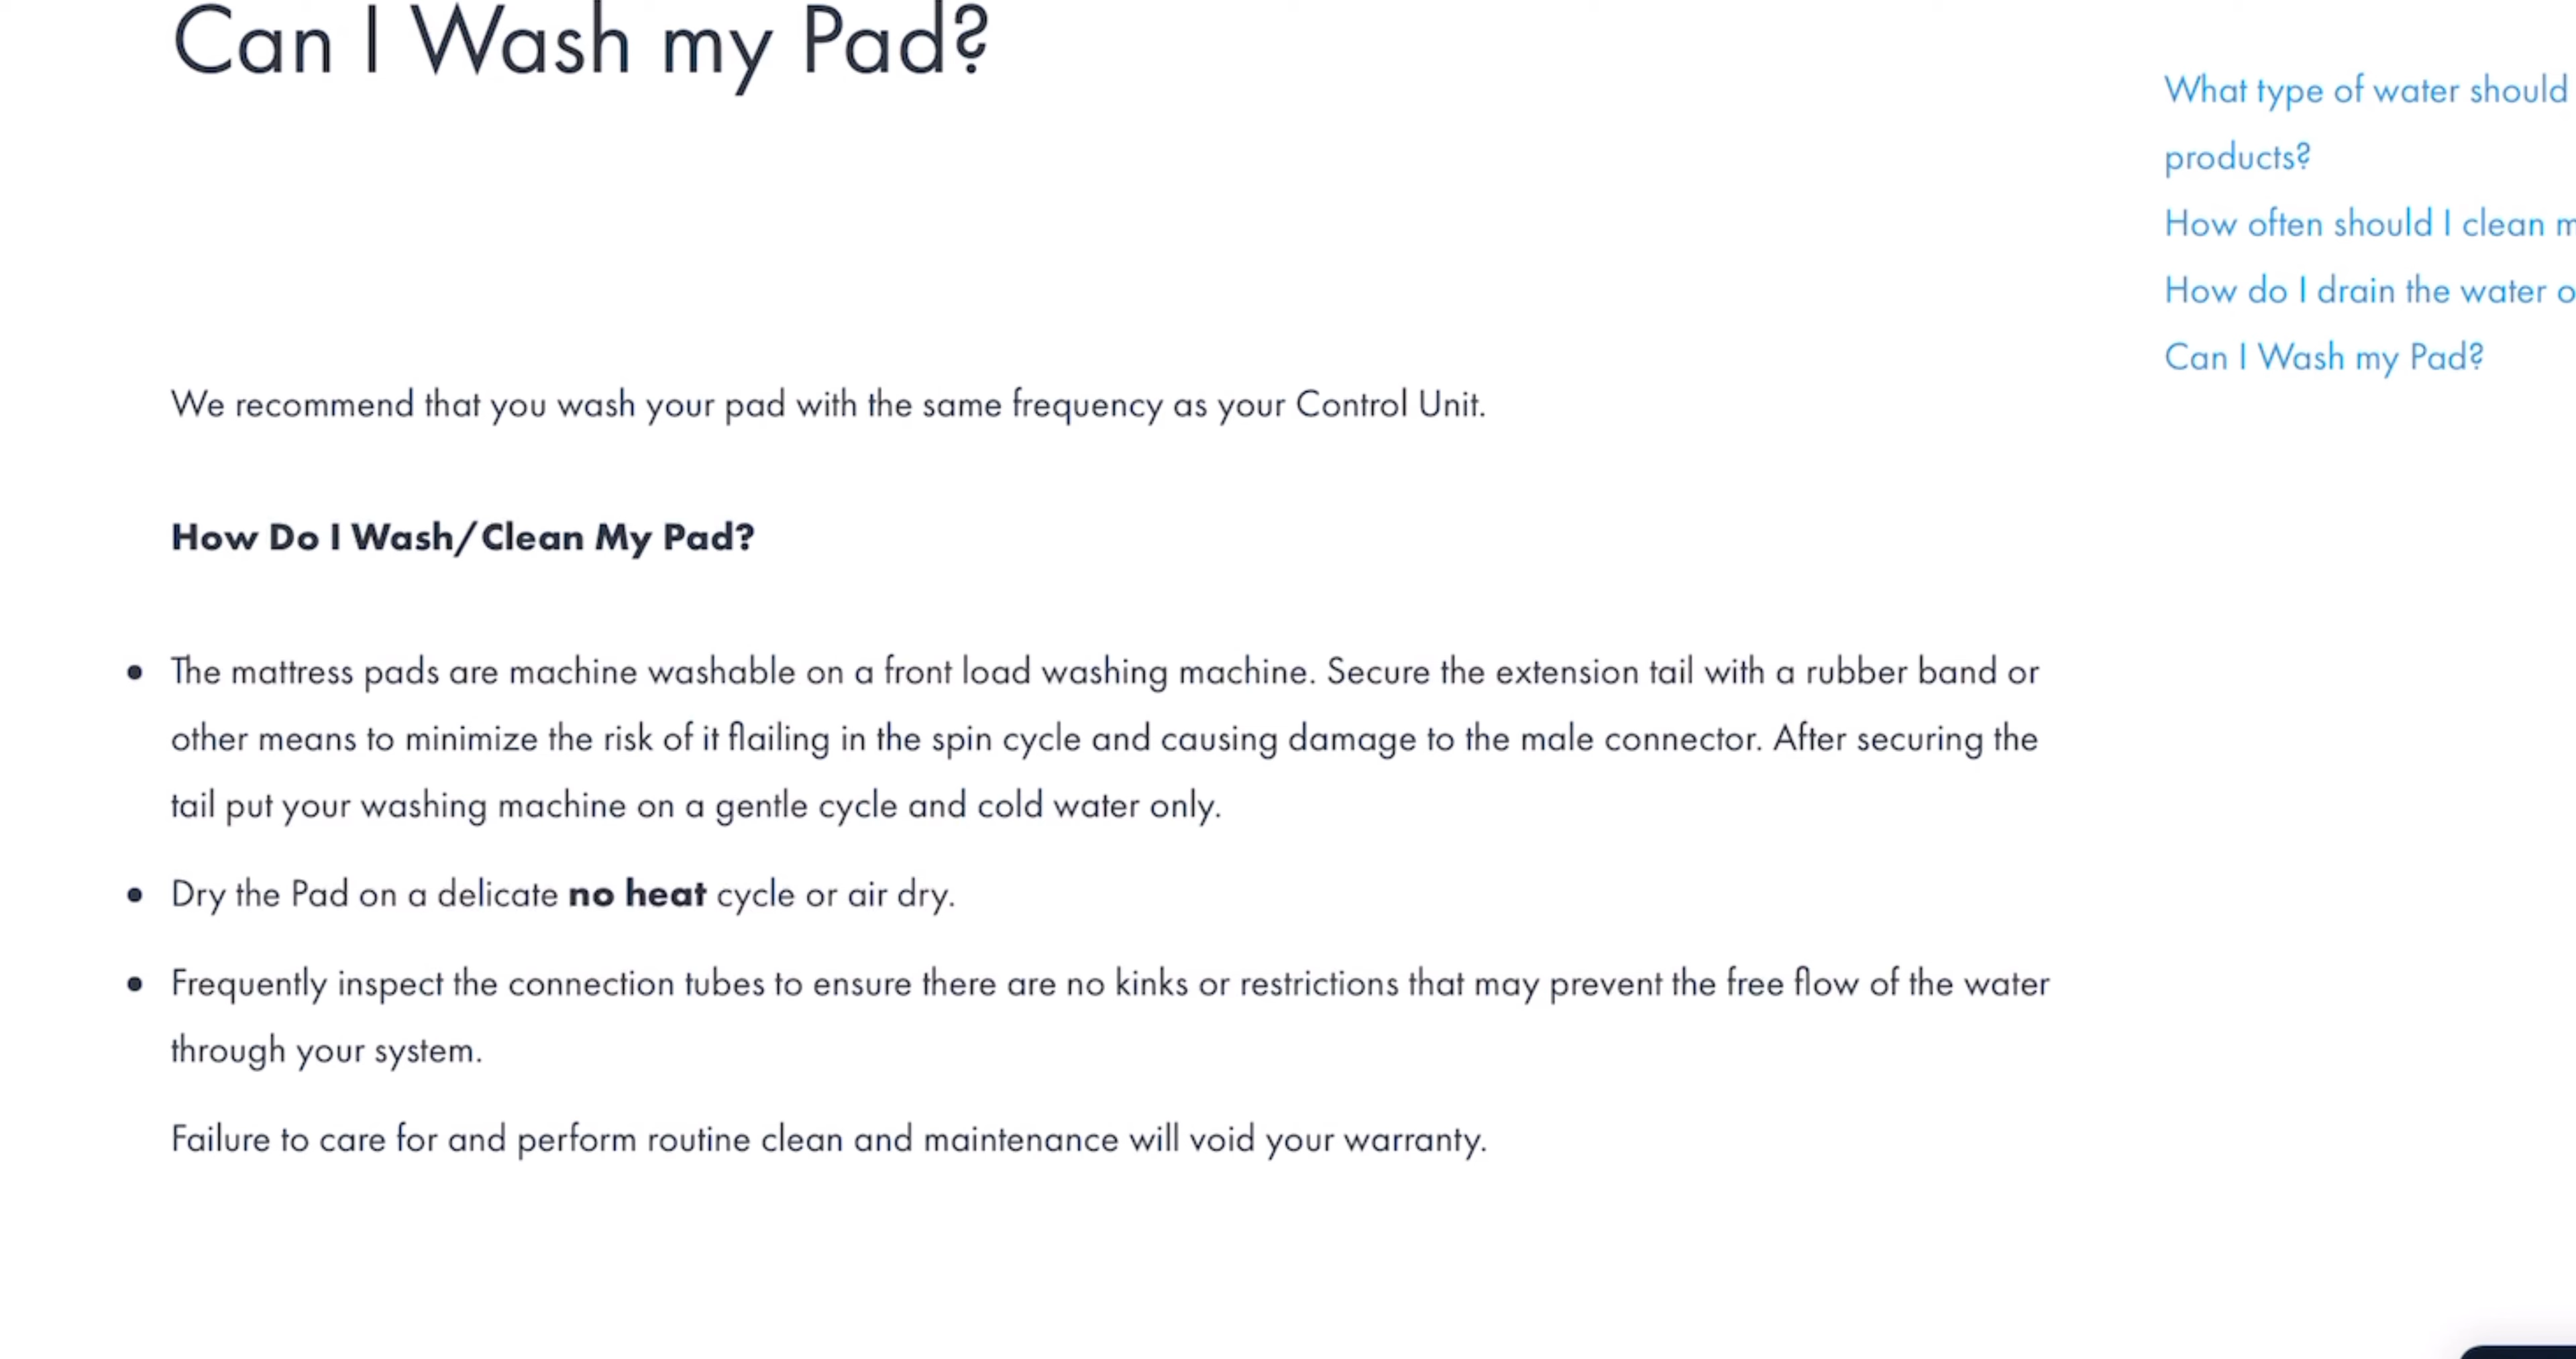 Can I Wash my Pad?
What type of water should
products?
How often should I clean
How do I drain the water
Can I Wash my Pad?
We recommend that you wash your pad with the same frequency as your Control Unit.
How Do I Wash/Clean My Pad?
• The mattress pads are machine washable on a front load washing machine. Secure the extension tail with a rubber band or
other means to minimize the risk of it flailing in the spin cycle and causing damage to the male connector. After securing the
tail put your washing machine on a gentle cycle and cold water only.
• Dry the Pad on a delicate no heat cycle or air dry.
• Frequently inspect the connection tubes to ensure there are no kinks or restrictions that may prevent the free flow of the water
through your system.
Failure to care for and perform routine clean and maintenance will void your warranty.